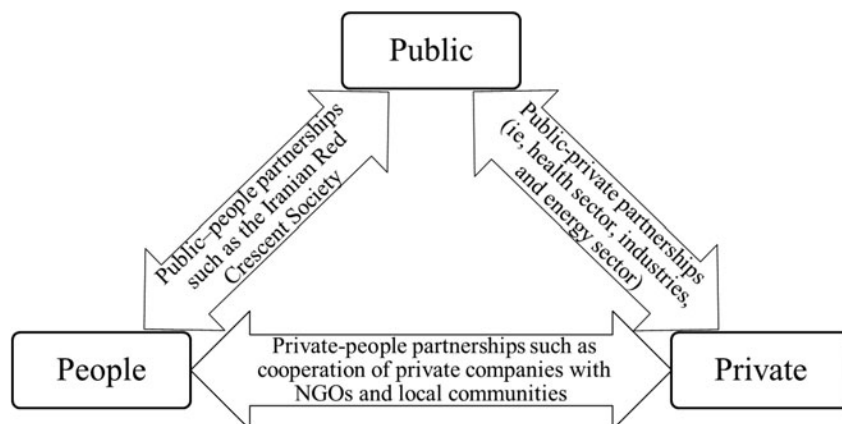 Public
Public–people partnerships
such as the Iranian Red
Crescent Society
Public-private partnerships
(ie, health sector, industries,
and energy sector)
People
Private-people partnerships such as
cooperation of private companies with
NGOs and local communities
Private